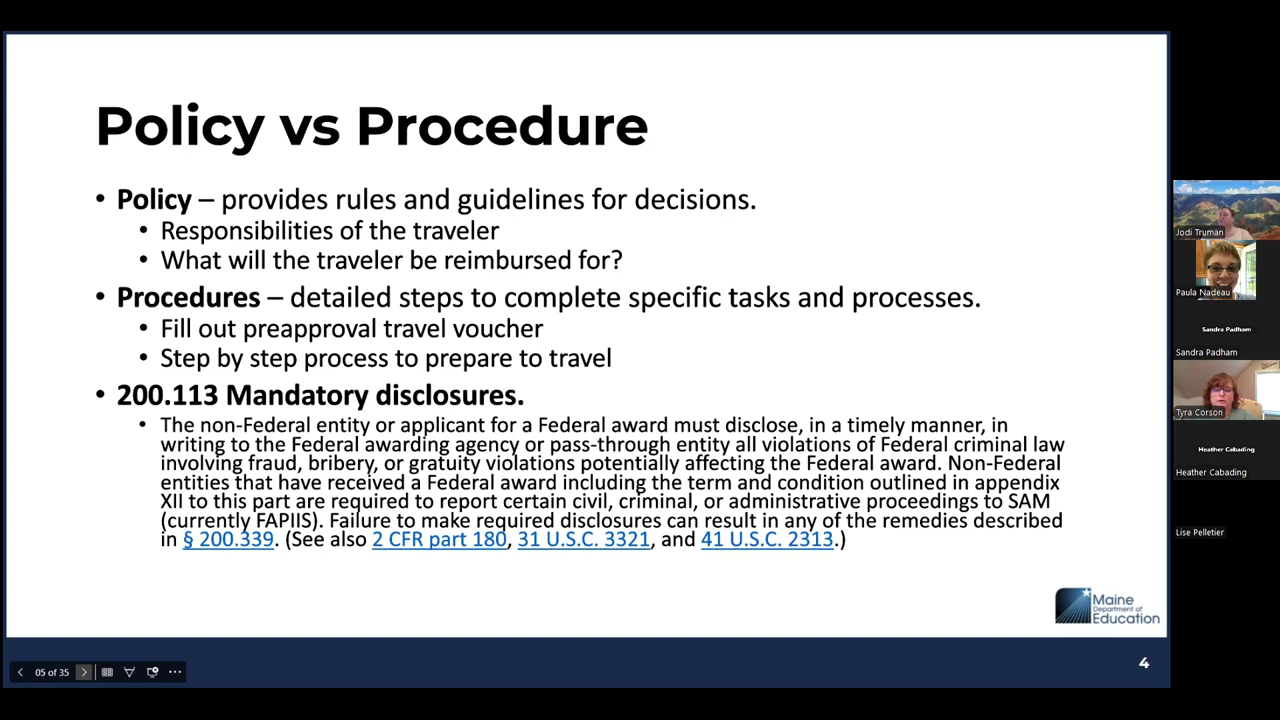 Policy vs Procedure
• Policy – provides rules and guidelines for decisions.
• Responsibilities of the traveler
• What will the traveler be reimbursed for?
• Procedures – detailed steps to complete specific tasks and processes.
• Fill out preapproval travel voucher
• Step by step process to prepare to travel
• 200.113 Mandatory disclosures.
• The non-Federal entity or applicant for a Federal award must disclose, in a timely manner, in
writing to the Federal awarding agency or pass-through entity all violations of Federal criminal law
involving fraud, bribery, or gratuity violations potentially affecting the Federal award. Non-Federal
entities that have received a Federal award including the term and condition outlined in appendix
XII to this part are required to report certain civil, criminal, or administrative proceedings to SAM
(currently FAPIIS). Failure to make required disclosures can result in any of the remedies described
in § 200.339. (See also 2 CFR part 180, 31 U.S.C. 3321, and 41 U.S.C. 2313.)
Maine
Department of
Education
4
05 of 35
Jodi Truman
Paula Nadeau
Sandra Padham
Sandra Padham
Tyra Corson
Heather Cabading
Heather Cabading
Lise Pelletier